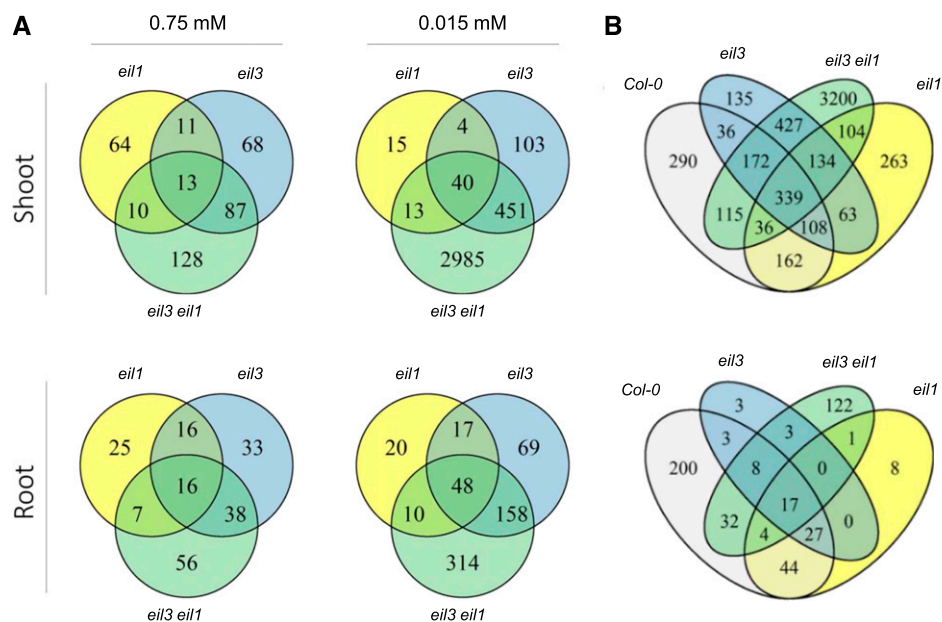 A
0.75 mM
0.015 mM
B
Shoot
eil1
eil3
64
11
68
13
10
87
128
eil3 eil1
eil1
eil3
15
4
103
40
13
451
2985
eil3 eil1
Col-0
eil3
eil3 eil1
eil1
135
3200
36
427
104
290
172
134
263
339
115
36
108
63
162
Root
eil1
eil3
25
16
33
16
7
38
56
eil3 eil1
eil1
eil3
20
17
69
48
10
158
314
eil3 eil1
Col-0
eil3
eil3 eil1
eil1
3
122
3
3
1
200
8
0
8
17
32
4
27
0
44